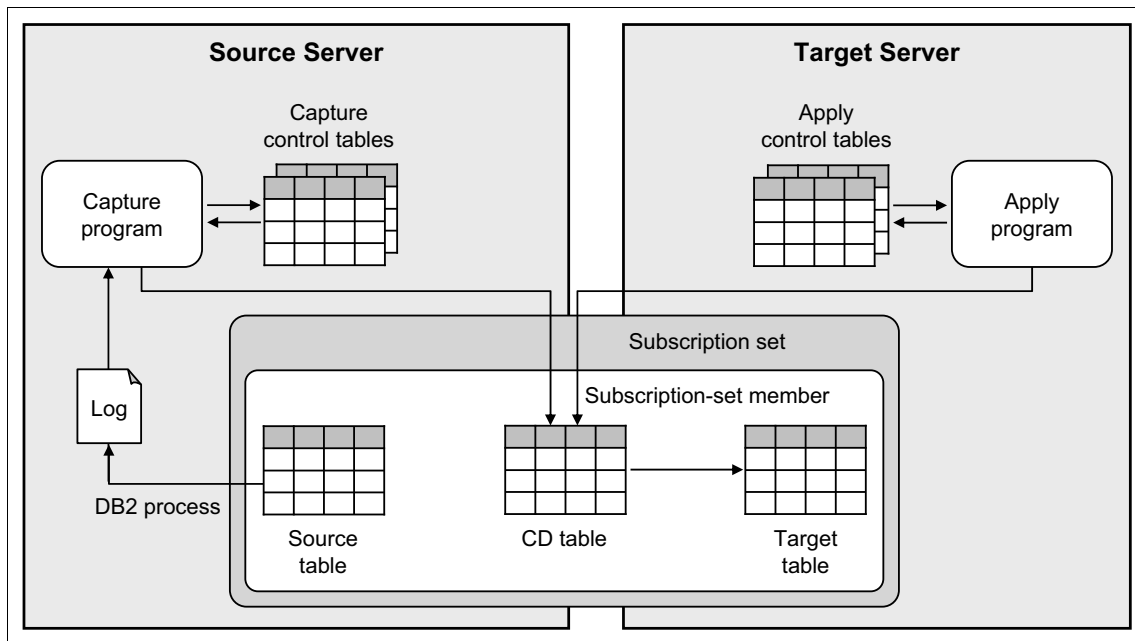 Source Server
Target Server
Capture
control tables
Apply
control tables
Capture
program
Apply
program
Subscription set
Subscription-set member
Log
DB2 process
Source
table
CD table
Target
table